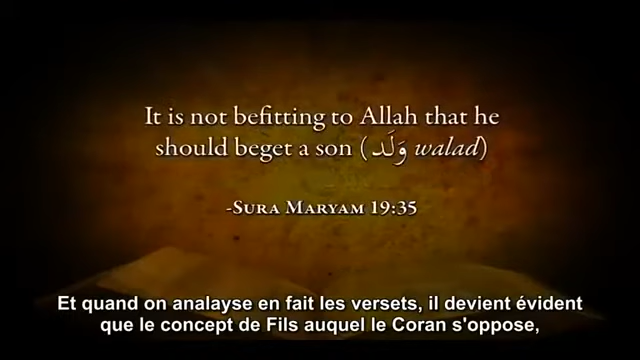 It is not befitting to Allah that he
should beget a son (وَلَد walad)
-Sura Maryam 19:35
Et quand on analayse en fait les versets, il devient évident
que le concept de Fils auquel le Coran s'oppose,